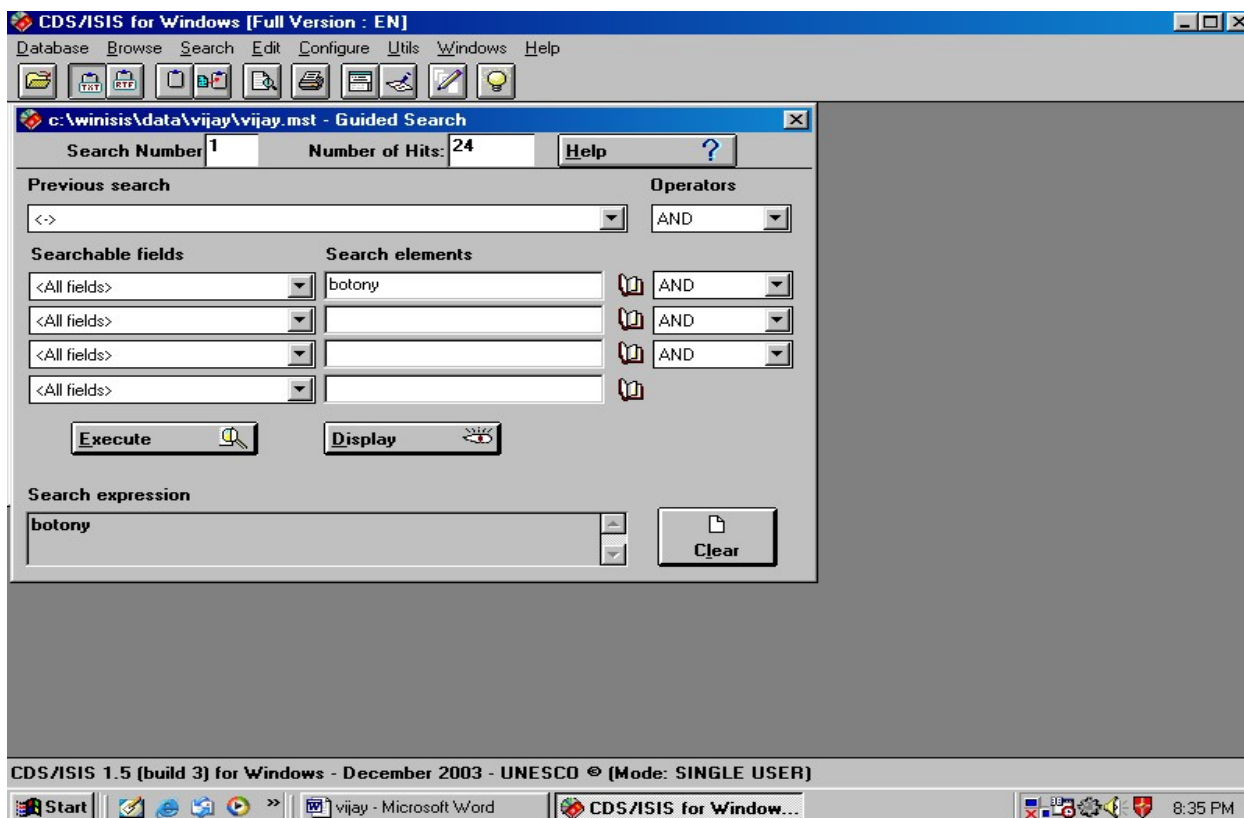 CDS/ISIS for Windows [Full Version : EN]
Database Browse Search Edit Configure Utils Windows Help
TXT RTF
c:\winisis\data\vijay\vijay.mst - Guided Search
Search Number 1 Number of Hits: 24 Help ?
Previous search Operators
<-> AND
Searchable fields Search elements
<All fields> botony AND
<All fields> AND
<All fields> AND
<All fields>
Execute Display
Search expression
botony
Clear
CDS/ISIS 1.5 (build 3) for Windows - December 2003 - UNESCO © (Mode: SINGLE USER)
Start » vijay - Microsoft Word CDS/ISIS for Window... 8:35 PM